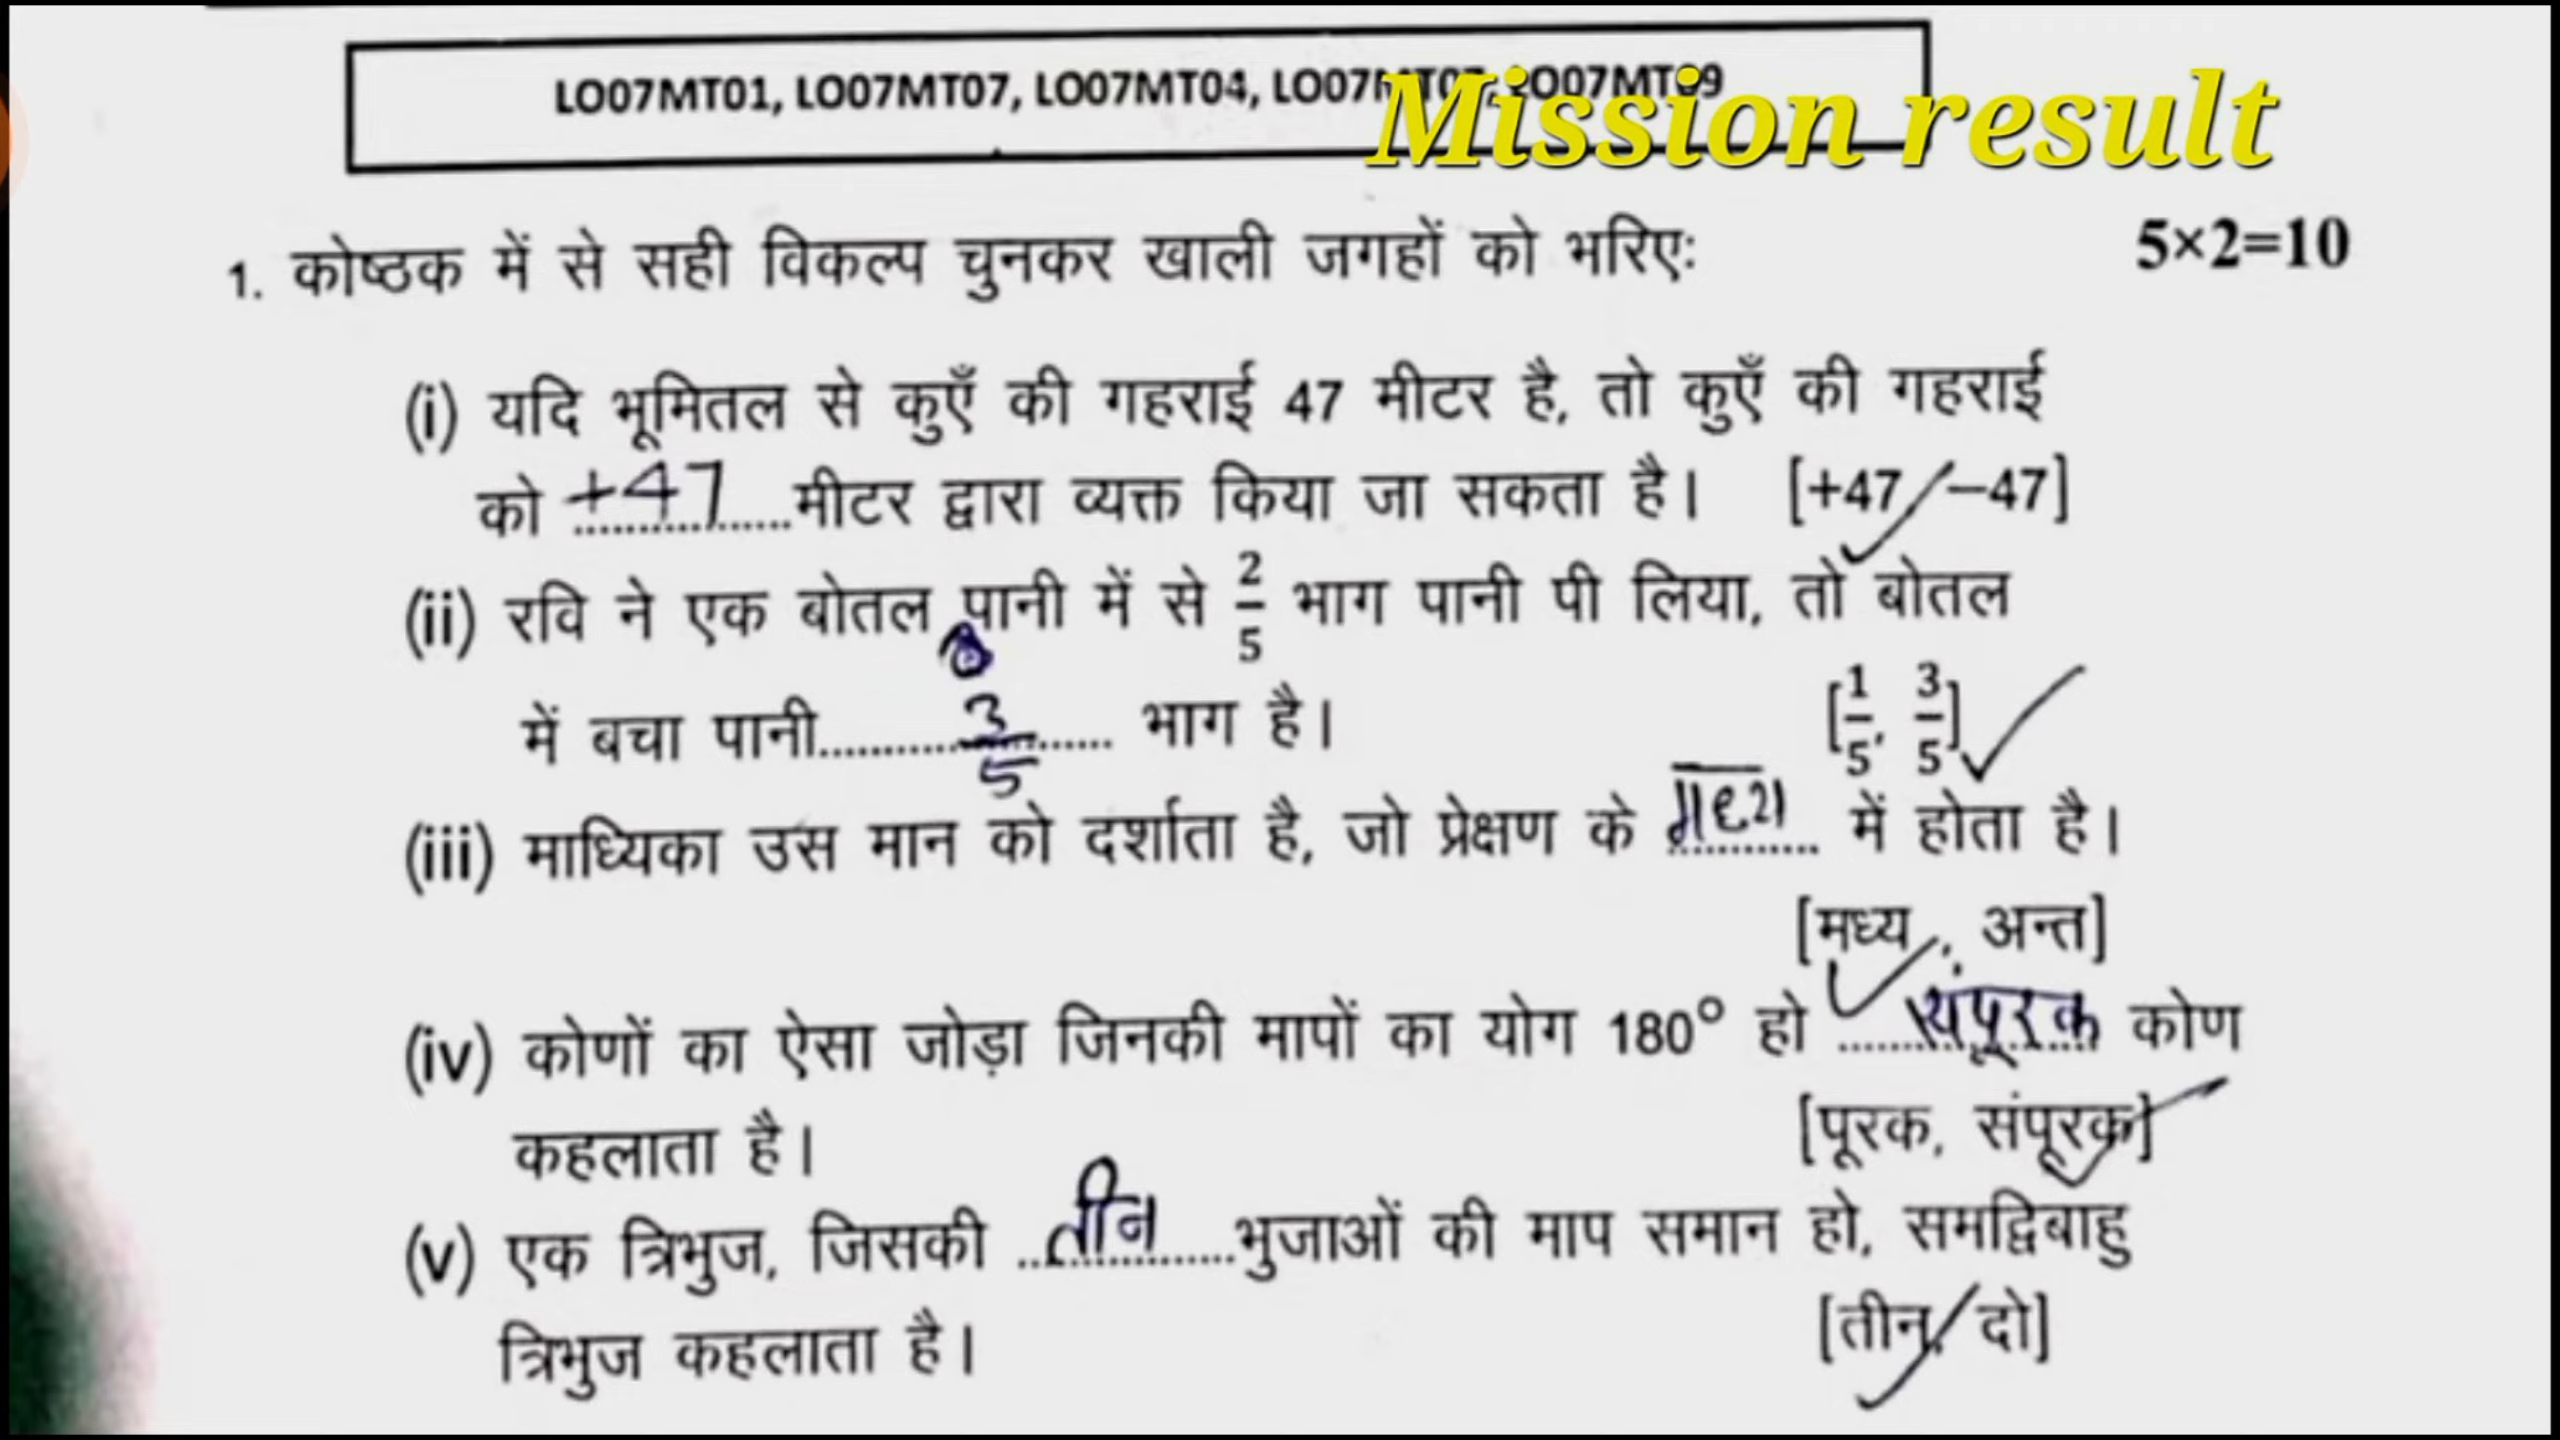 LO07MT01, LO07MT07, LO07MT04,
Mission result
1. कोष्ठक में से सही विकल्प चुनकर खाली जगहों को भरिएः 5×2=10
(i) यदि भूमितल से कुएँ की गहराई 47 मीटर है, तो कुएँ की गहराई
को +47 मीटर द्वारा व्यक्त किया जा सकता है। [+47, −47]
(ii) रवि ने एक बोतल पानी में से 2/5 भाग पानी पी लिया, तो बोतल
में बचा पानी 3/5 भाग है। [1/5, 3/5]
(iii) माध्यिका उस मान को दर्शाता है, जो प्रेक्षण के मध्य में होता है।
[मध्य, अन्त]
(iv) कोणों का ऐसा जोड़ा जिनकी मापों का योग 180° हो संपूरक कोण
कहलाता है। [पूरक, संपूरक]
(v) एक त्रिभुज, जिसकी तीन भुजाओं की माप समान हो, समद्विबाहु
त्रिभुज कहलाता है। [तीन, दो]